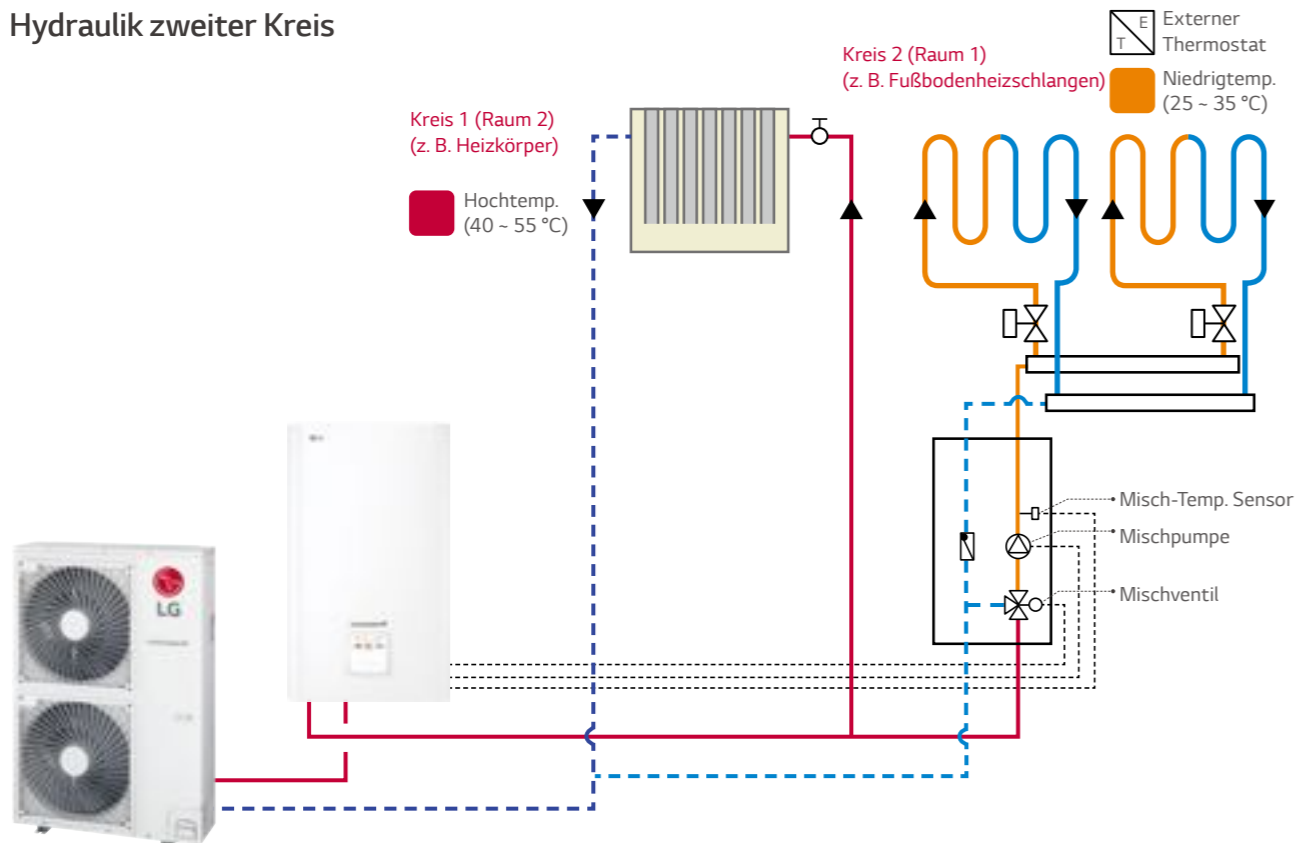 Hydraulik zweiter Kreis
E
T
Externer
Thermostat
Kreis 2 (Raum 1)
(z. B. Fußbodenheizschlangen)
Niedrigtemp.
(25 ~ 35 °C)
Kreis 1 (Raum 2)
(z. B. Heizkörper)
Hochtemp.
(40 ~ 55 °C)
Misch-Temp. Sensor
Mischpumpe
Mischventil
LG